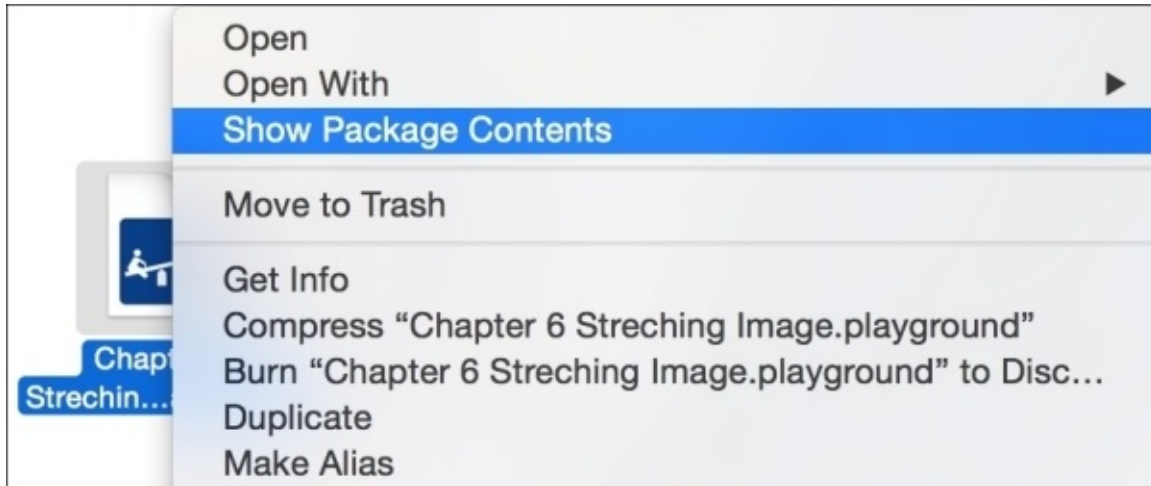 Open
Open With
Show Package Contents
Move to Trash
Get Info
Compress “Chapter 6 Streching Image.playground”
Burn “Chapter 6 Streching Image.playground” to Disc...
Duplicate
Make Alias
Chapt
Strechin...